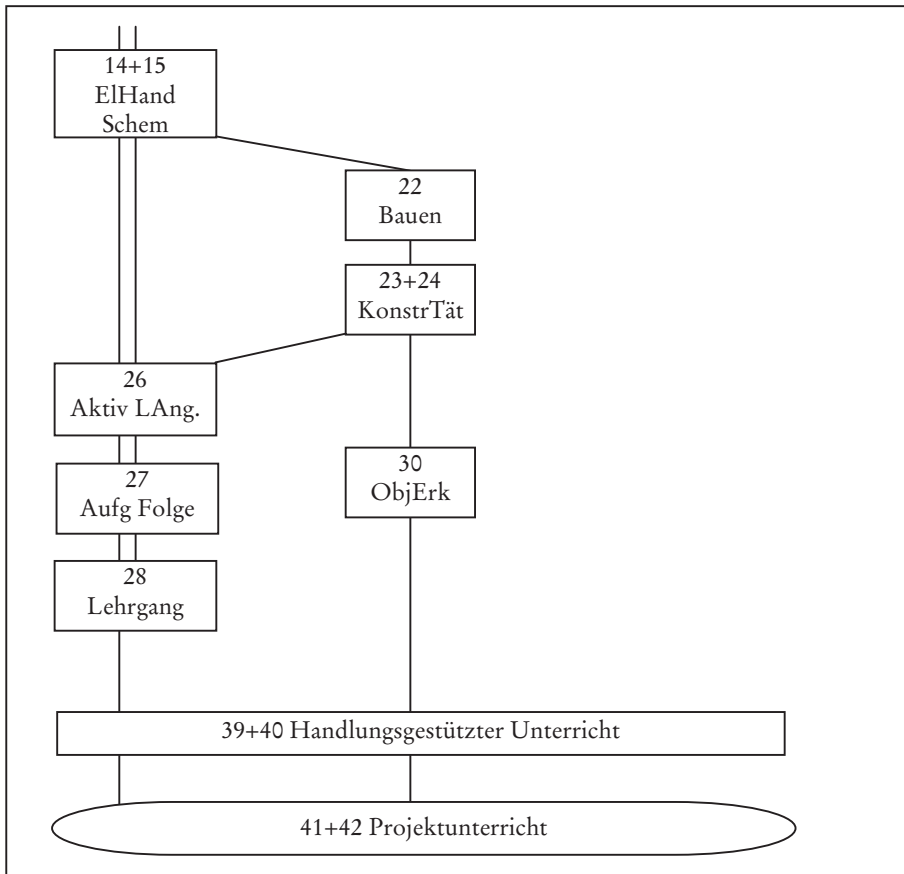 14+15
ElHand
Schem
22
Bauen
23+24
KonstrTät
26
Aktiv LAng.
27
Aufg Folge
30
ObjErk
28
Lehrgang
39+40 Handlungsgestützter Unterricht
41+42 Projektunterricht